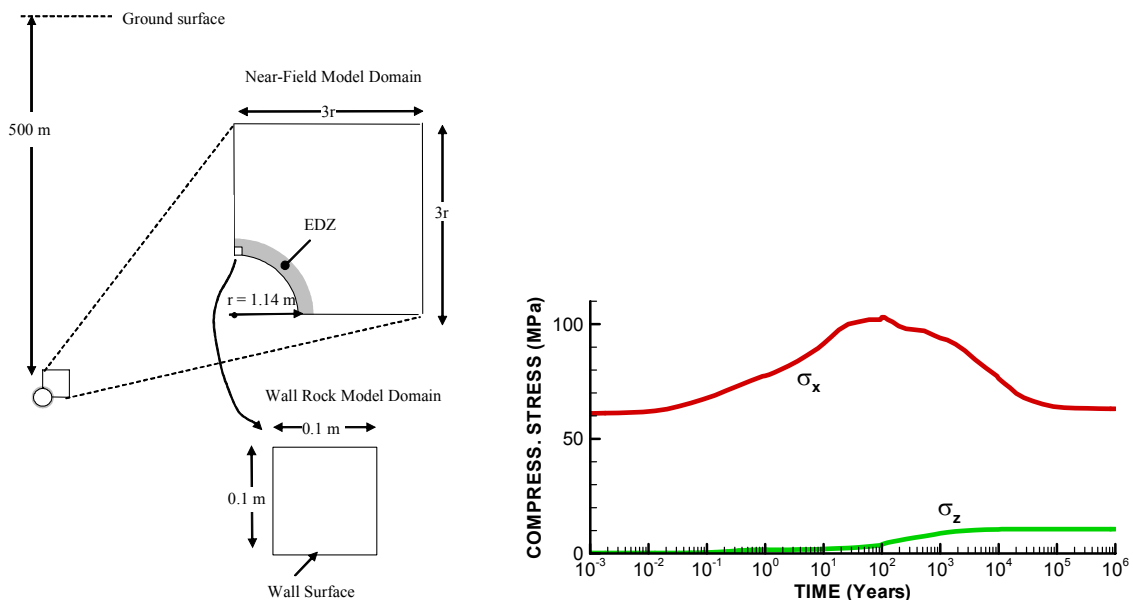 Ground surface
Near-Field Model Domain
3r
500 m
3r
EDZ
r = 1.14 m
Wall Rock Model Domain
0.1 m
0.1 m
Wall Surface
COMPRESS. STRESS (MPa)
100
50
0
σx
σz
10-3 10-2 10-1 100 101 102 103 104 105 106
TIME (Years)